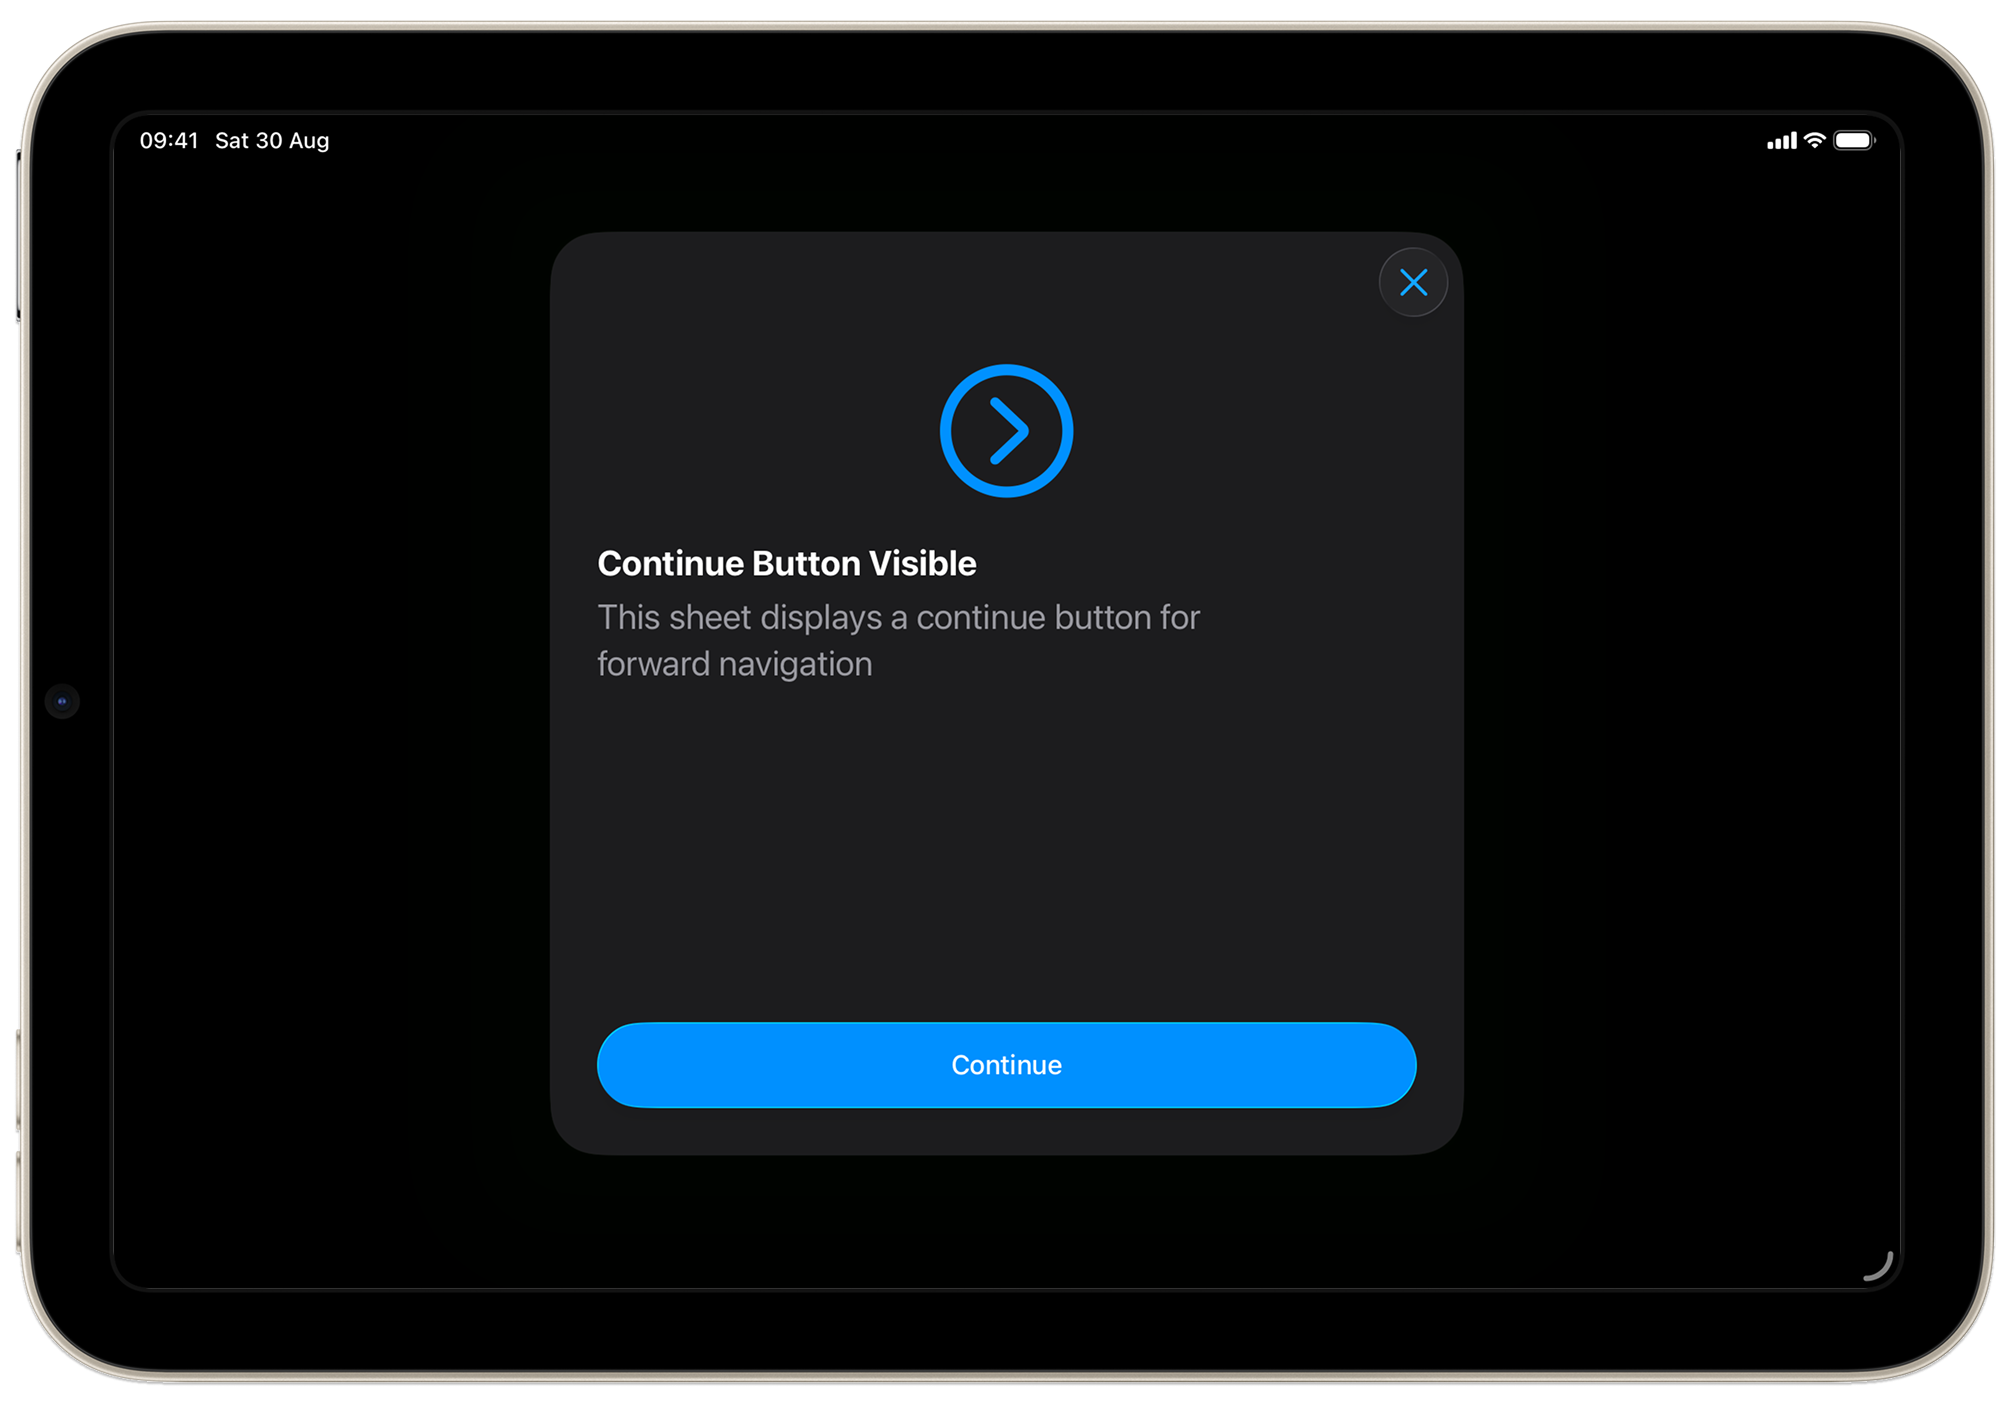 09:41 Sat 30 Aug
Continue Button Visible
This sheet displays a continue button for
forward navigation
Continue